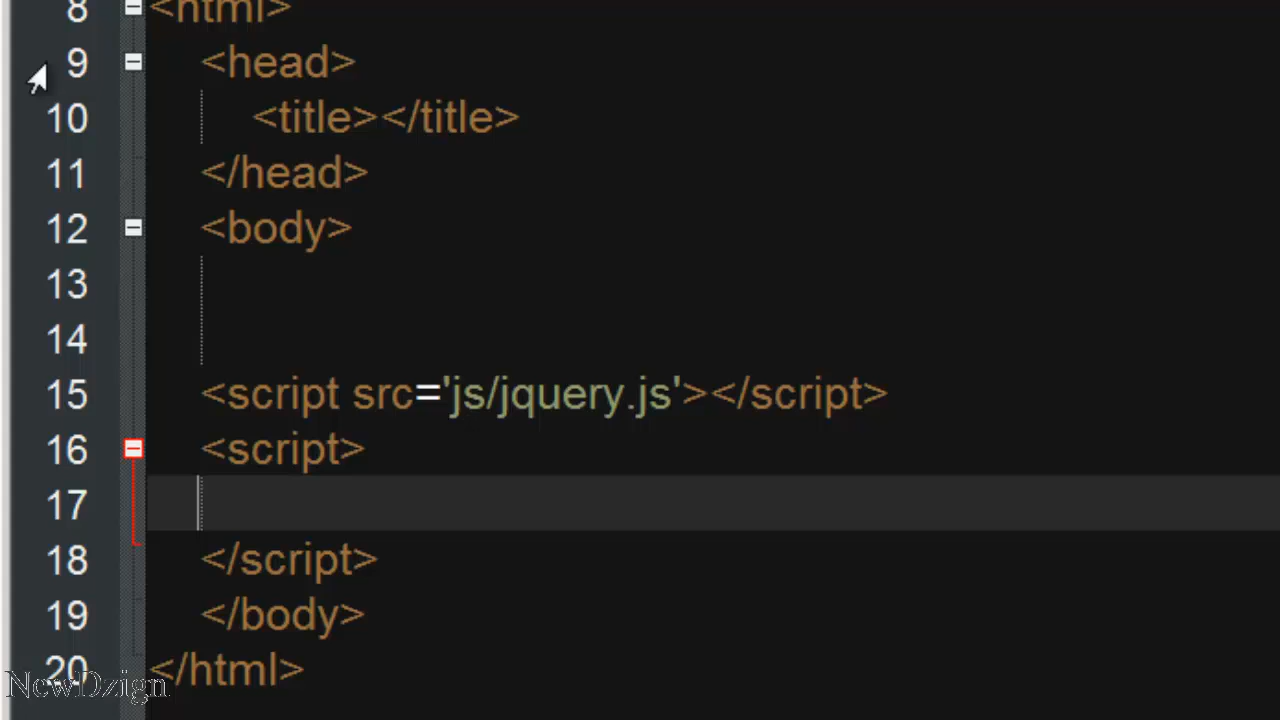 8 <html>
9 <head>
10 <title></title>
11 </head>
12 <body>
13
14
15 <script src='js/jquery.js'></script>
16 <script>
17
18 </script>
19 </body>
20 </html>
NewDzign